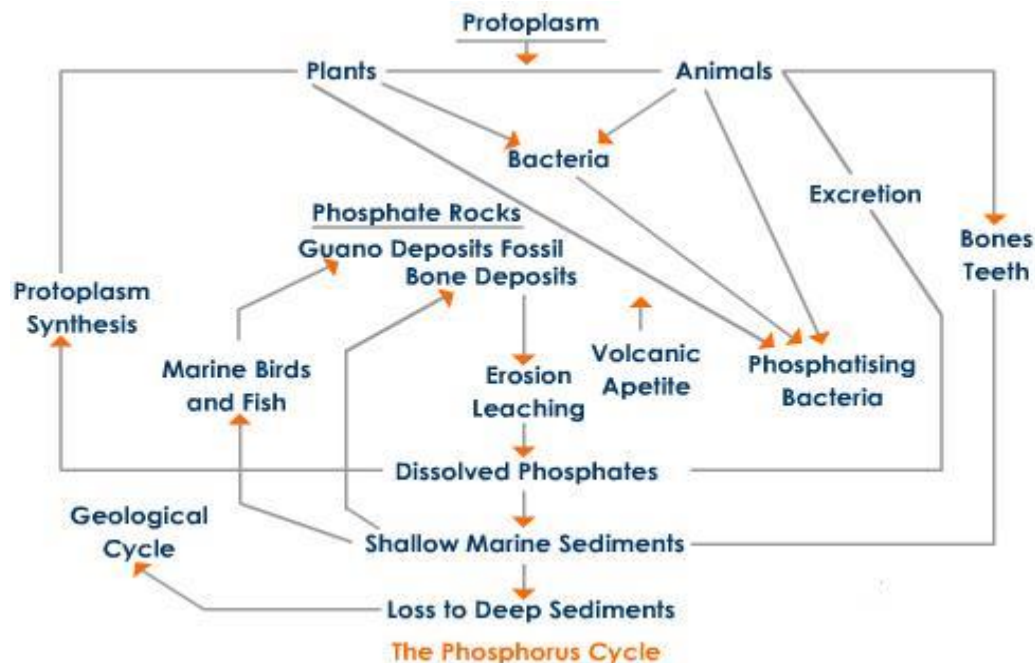 Protoplasm
Plants
Animals
Bacteria
Excretion
Phosphate Rocks
Guano Deposits Fossil
Bone Deposits
Bones
Teeth
Protoplasm
Synthesis
Marine Birds
and Fish
Erosion
Leaching
Volcanic
Apetite
Phosphatising
Bacteria
Dissolved Phosphates
Geological
Cycle
Shallow Marine Sediments
Loss to Deep Sediments
The Phosphorus Cycle